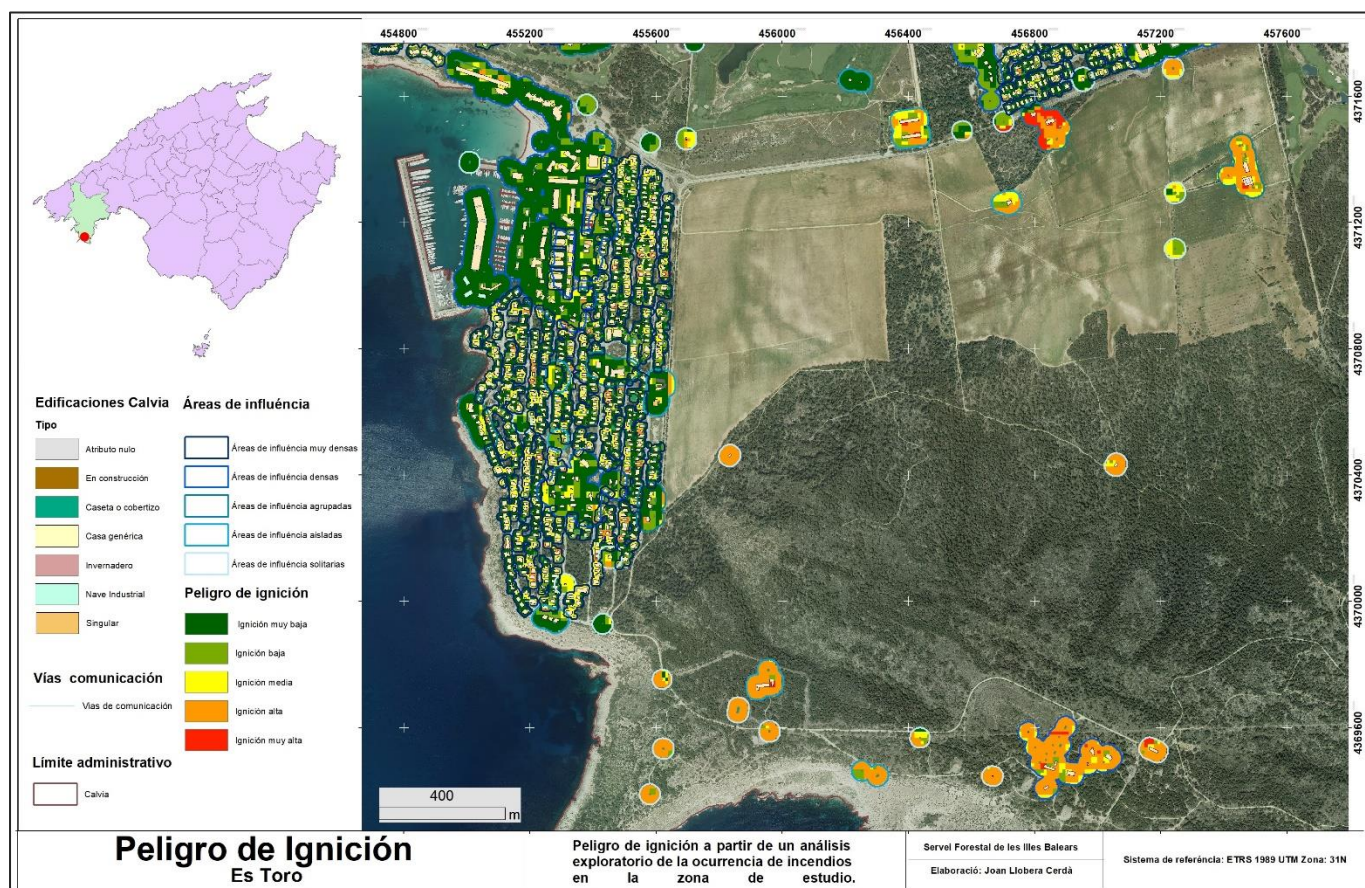 454800 455200 455600 456000 456400 456800 457200 457600
4371600
4371200
4370800
4370400
4370000
4369600
Edificaciones Calvia
Tipo
Atributo nulo
En construcción
Caseta o cobertizo
Casa genérica
Invernadero
Nave Industrial
Singular
Vías comunicación
Vias de comunicación
Límite administrativo
Calvia
Áreas de influéncia
Áreas de influéncia muy densas
Áreas de influéncia densas
Áreas de influéncia agrupadas
Áreas de influéncia aisladas
Áreas de influéncia solitarias
Peligro de ignición
Ignición muy baja
Ignición baja
Ignición media
Ignición alta
Ignición muy alta
400
m
Peligro de Ignición
Es Toro
Peligro de ignición a partir de un análisis
exploratorio de la ocurrencia de incendios
en la zona de estudio.
Servei Forestal de les Illes Balears
Elaboració: Joan Llobera Cerdà
Sistema de referéncia: ETRS 1989 UTM Zona: 31N